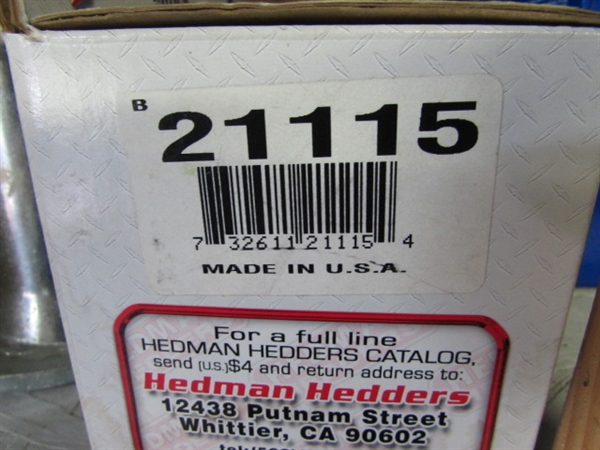 B
21115
7 32611 21115 4
MADE IN U.S.A.
For a full line
HEDMAN HEDDERS CATALOG,
send (U.S.)$4 and return address to:
Hedman Hedders
12438 Putnam Street
Whittier, CA 90602